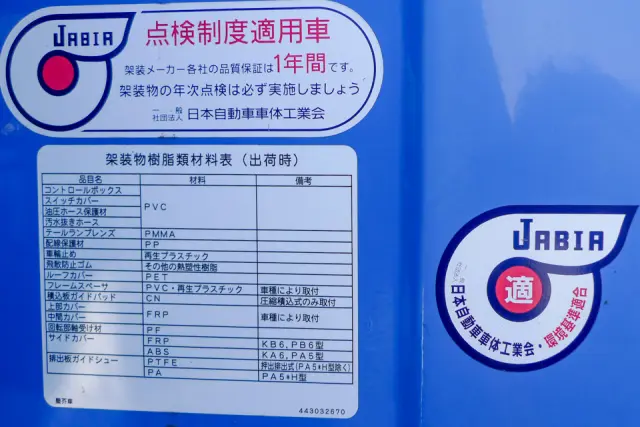 JABIA
点検制度適用車
架装メーカー各社の品質保証は1年間です。
架装物の年次点検は必ず実施しましょう
一般社団法人 日本自動車車体工業会
架装物樹脂類材料表(出荷時)
品目名 材料 備考
コントロールボックス
スイッチカバー PVC
油圧ホース保護材
汚水抜きホース
テールランプレンズ PMMA
配線保護材 PP
車輪止め 再生プラスチック
飛散防止ゴム その他の熱塑性樹脂
ルーフカバー PET
フレームスペーサ PVC・再生プラスチック 車種により取付
積込板ガイドパッド CN 圧縮積込式のみ取付
上部カバー FRP 車種により取付
中間カバー
回転部軸受け材 PF
サイドカバー FRP KB6,PB6型
ABS KA6,PA5型
排出板ガイドシュー PTFE 押出排出式(PA5*H型除く)
PA PA5*H型
443032670
JABIA
適
一般社団法人 日本自動車車体工業会・環境基準適合